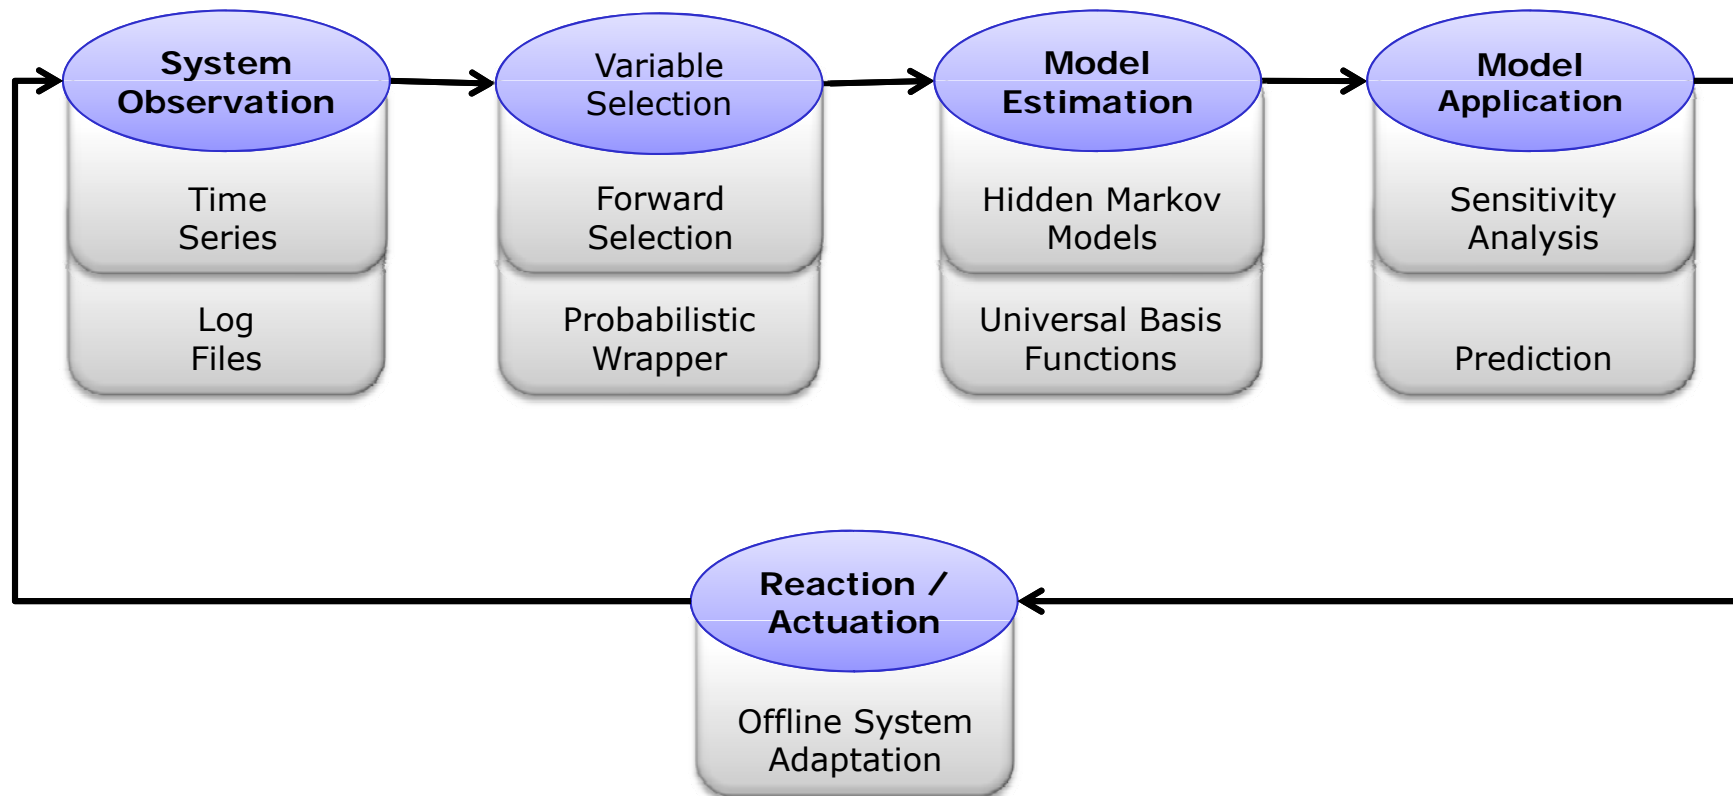 System
Observation
Time
Series
Log
Files
Variable
Selection
Forward
Selection
Probabilistic
Wrapper
Model
Estimation
Hidden Markov
Models
Universal Basis
Functions
Model
Application
Sensitivity
Analysis
Prediction
Reaction /
Actuation
Offline System
Adaptation